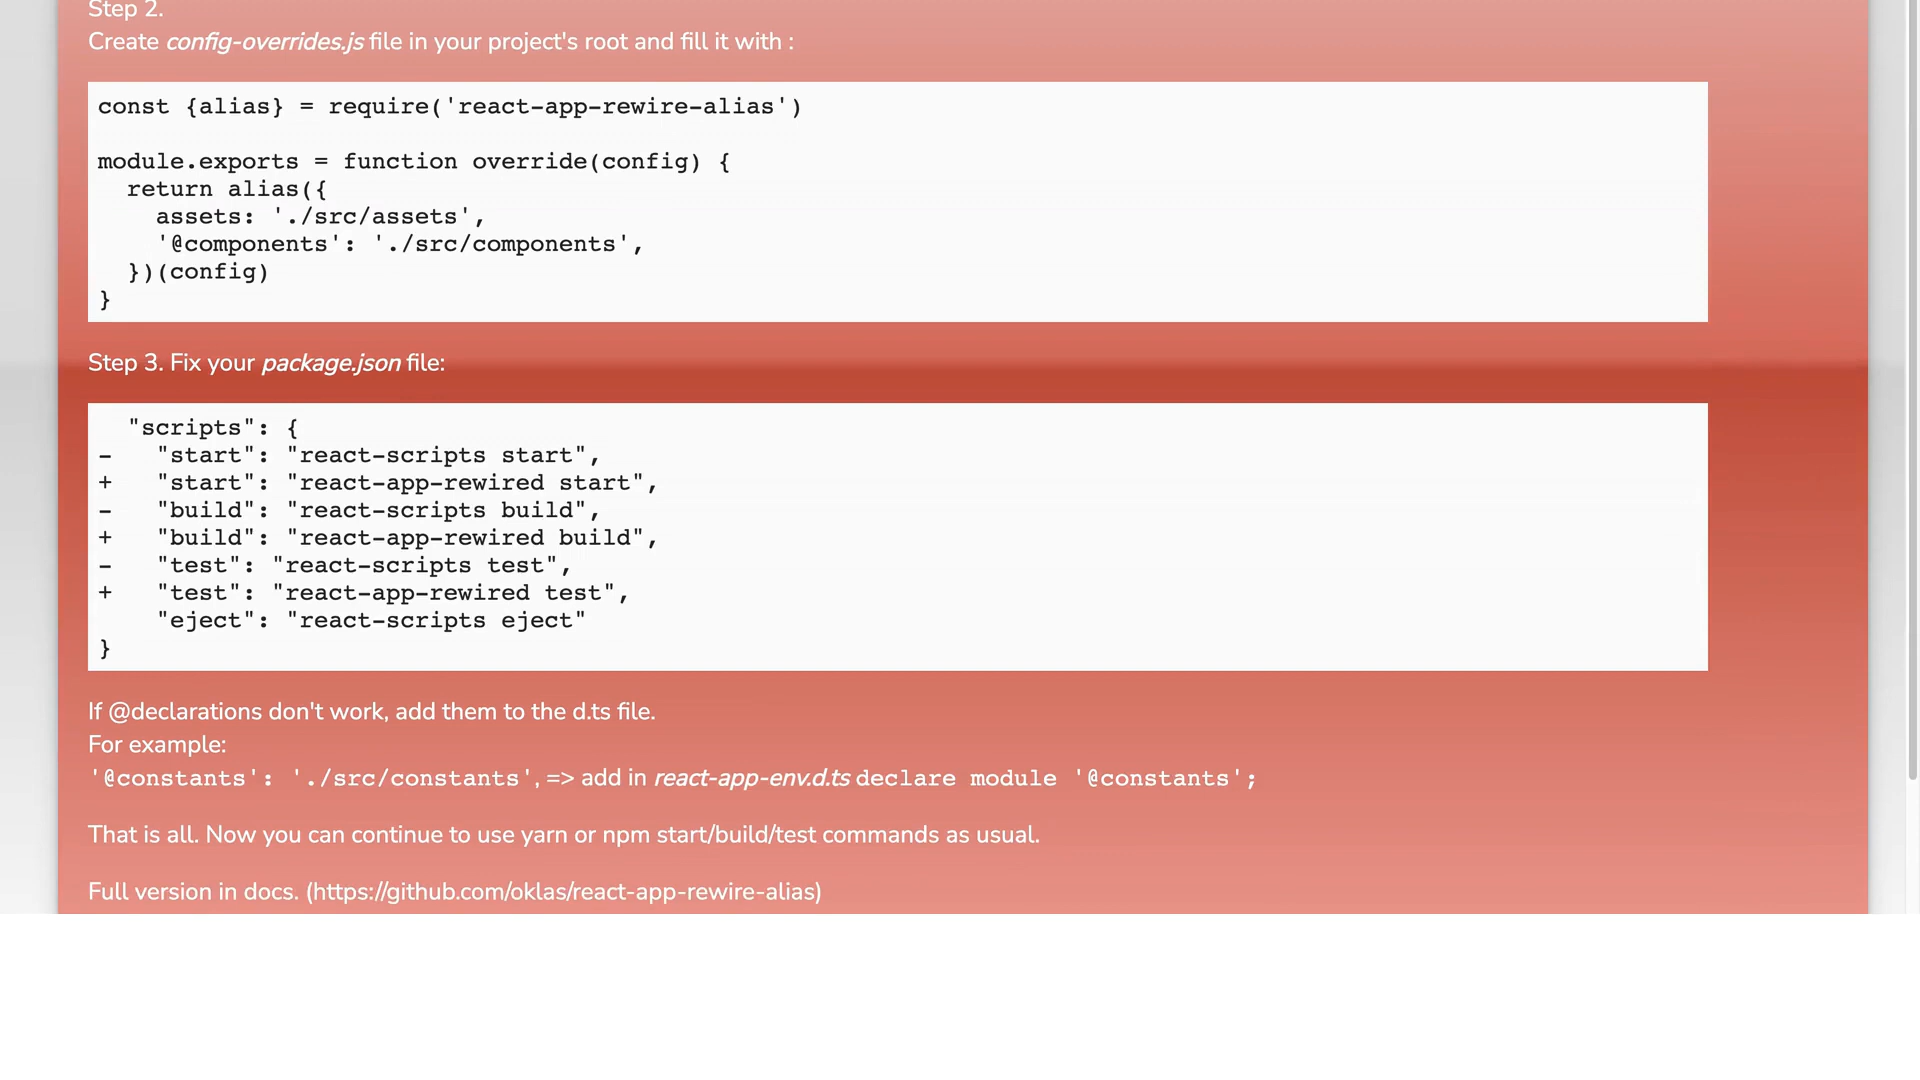 Step 2.
Create config-overrides.js file in your project's root and fill it with :
const {alias} = require('react-app-rewire-alias')
module.exports = function override(config) {
  return alias({
    assets: './src/assets',
    '@components': './src/components',
  })(config)
}
Step 3. Fix your package.json file:
  "scripts": {
-   "start": "react-scripts start",
+   "start": "react-app-rewired start",
-   "build": "react-scripts build",
+   "build": "react-app-rewired build",
-   "test": "react-scripts test",
+   "test": "react-app-rewired test",
    "eject": "react-scripts eject"
}
If @declarations don't work, add them to the d.ts file.
For example:
'@constants': './src/constants', => add in react-app-env.d.ts declare module '@constants';
That is all. Now you can continue to use yarn or npm start/build/test commands as usual.
Full version in docs. (https://github.com/oklas/react-app-rewire-alias)